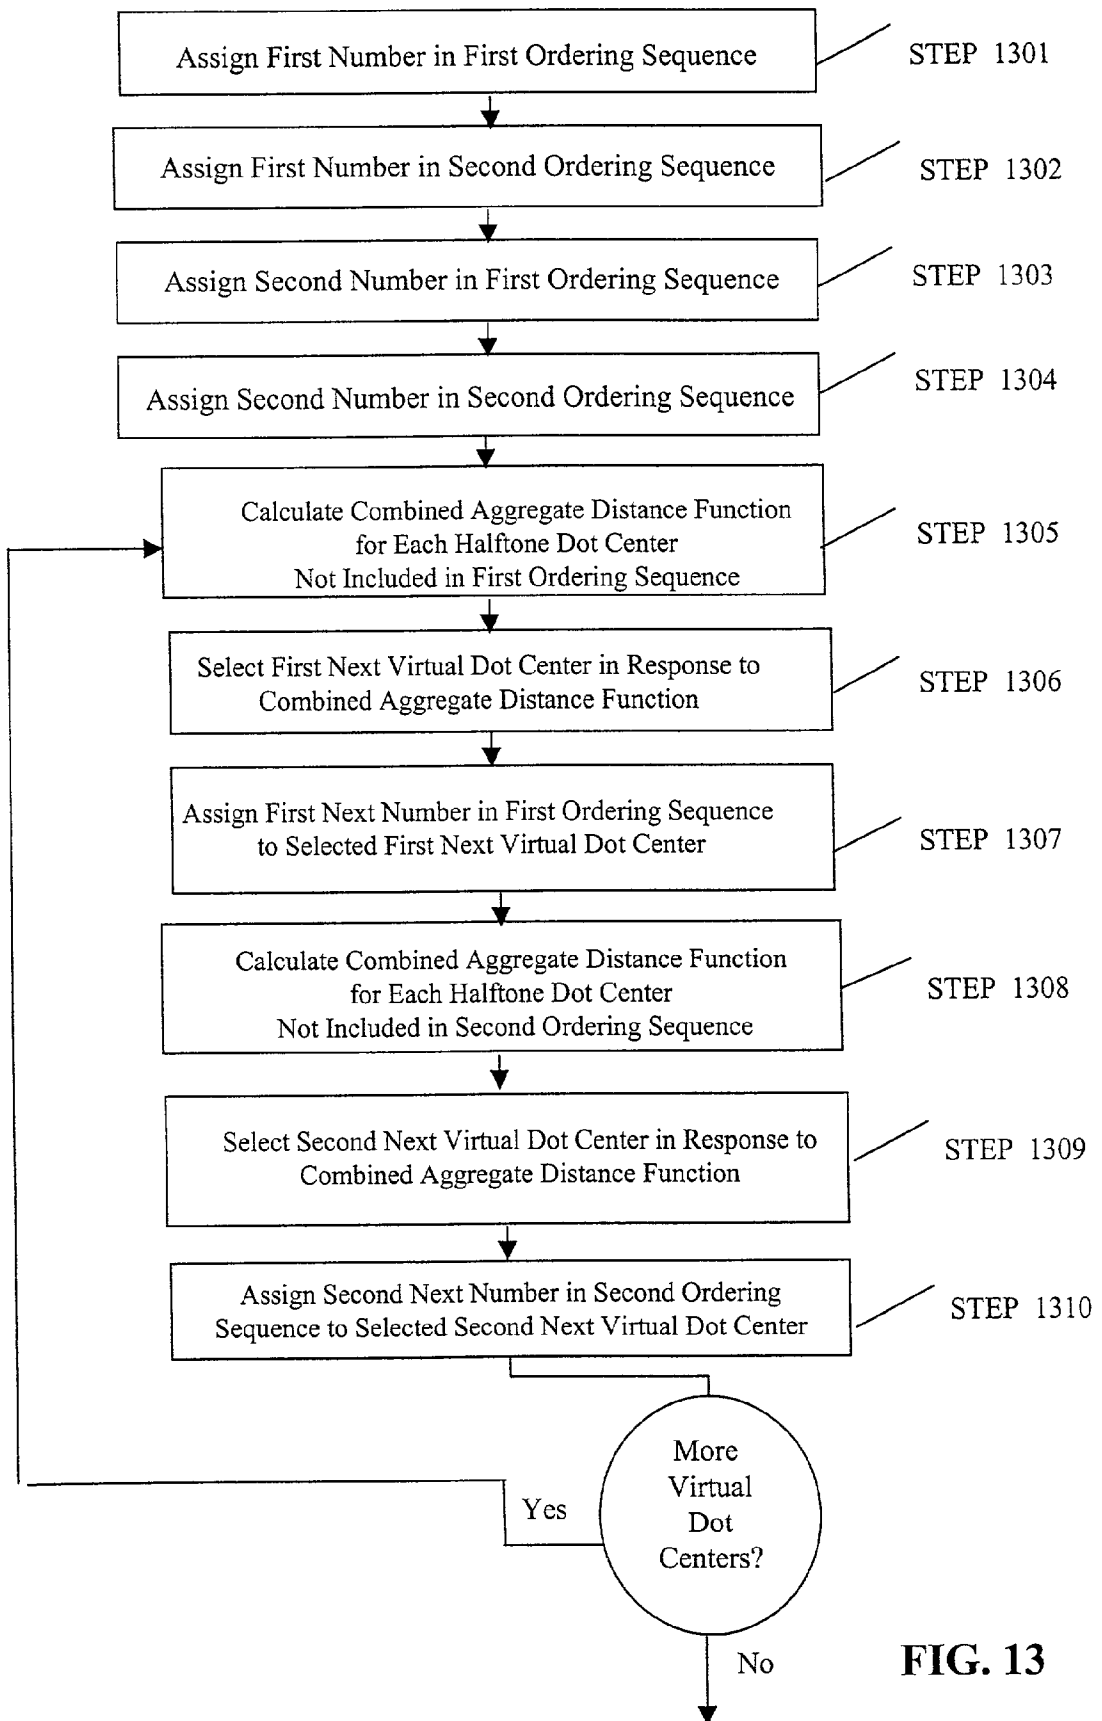 Assign First Number in First Ordering Sequence
STEP 1301
Assign First Number in Second Ordering Sequence
STEP 1302
Assign Second Number in First Ordering Sequence
STEP 1303
Assign Second Number in Second Ordering Sequence
STEP 1304
Calculate Combined Aggregate Distance Function
for Each Halftone Dot Center
Not Included in First Ordering Sequence
STEP 1305
Select First Next Virtual Dot Center in Response to
Combined Aggregate Distance Function
STEP 1306
Assign First Next Number in First Ordering Sequence
to Selected First Next Virtual Dot Center
STEP 1307
Calculate Combined Aggregate Distance Function
for Each Halftone Dot Center
Not Included in Second Ordering Sequence
STEP 1308
Select Second Next Virtual Dot Center in Response to
Combined Aggregate Distance Function
STEP 1309
Assign Second Next Number in Second Ordering
Sequence to Selected Second Next Virtual Dot Center
STEP 1310
More
Virtual
Dot
Centers?
Yes
No
FIG. 13